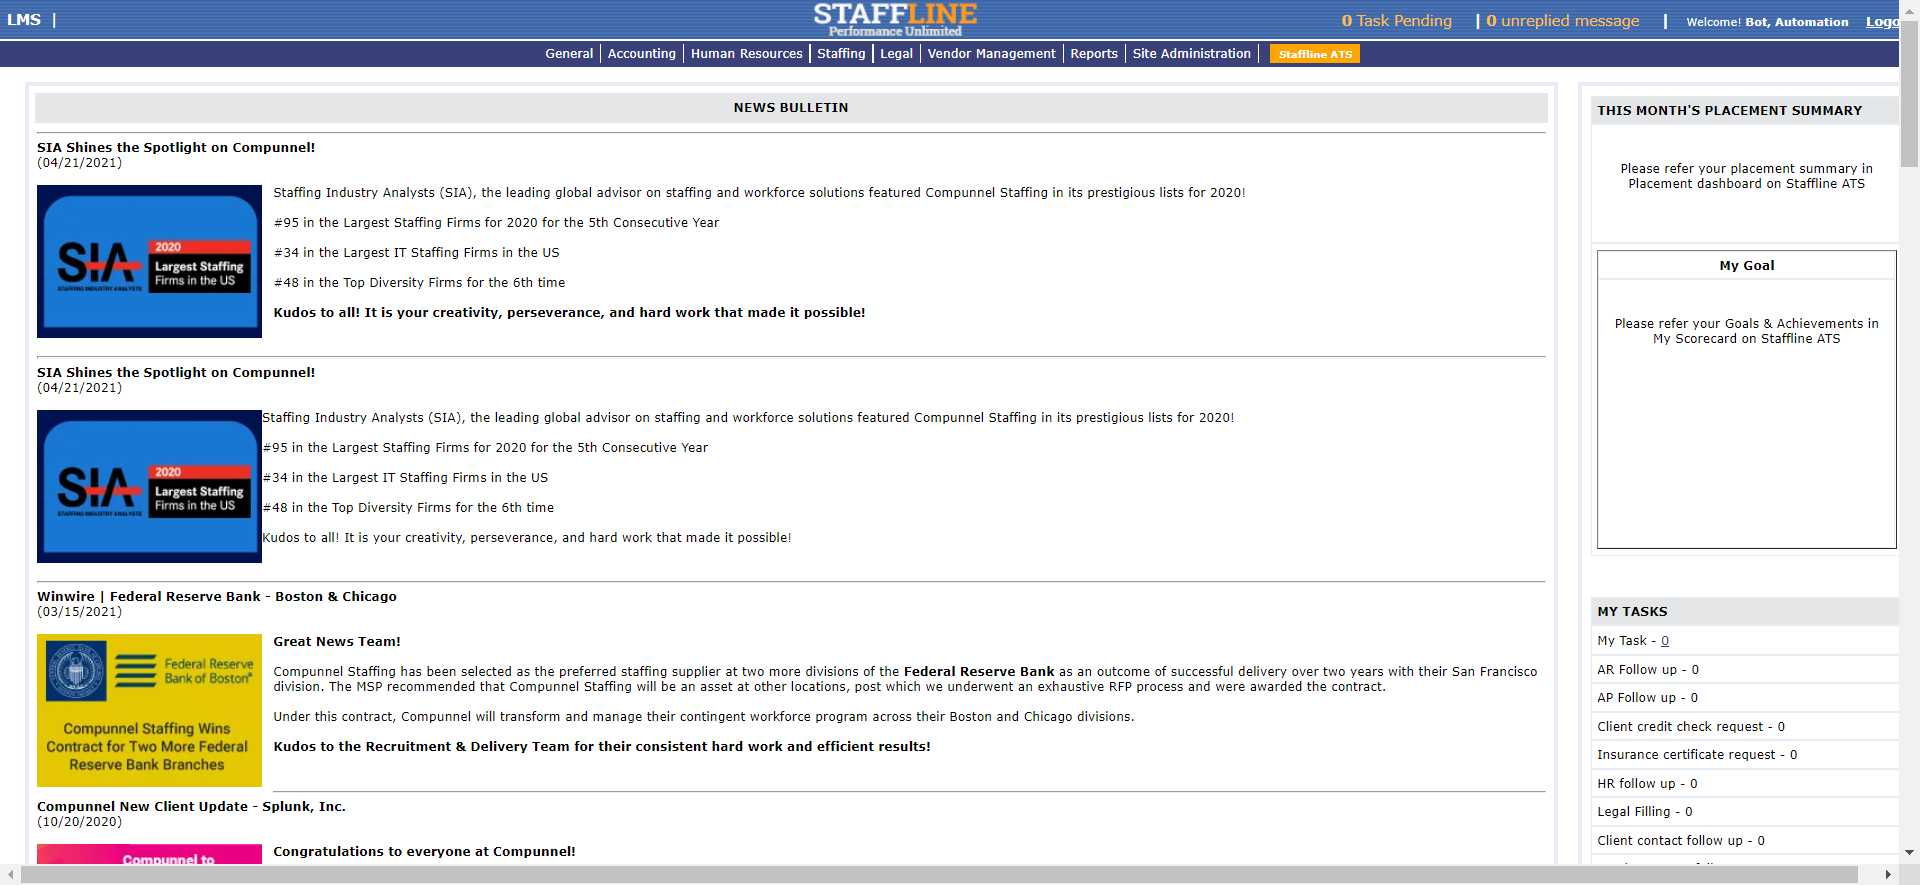 LMS |
STAFFLINE
Performance Unlimited
0 Task Pending | 0 unreplied message | Welcome! Bot, Automation Logo
General | Accounting | Human Resources | Staffing | Legal | Vendor Management | Reports | Site Administration | Staffline ATS
NEWS BULLETIN
SIA Shines the Spotlight on Compunnel!
(04/21/2021)
SIA
STAFFING INDUSTRY ANALYSTS
2020
Largest Staffing
Firms in the US
Staffing Industry Analysts (SIA), the leading global advisor on staffing and workforce solutions featured Compunnel Staffing in its prestigious lists for 2020!
#95 in the Largest Staffing Firms for 2020 for the 5th Consecutive Year
#34 in the Largest IT Staffing Firms in the US
#48 in the Top Diversity Firms for the 6th time
Kudos to all! It is your creativity, perseverance, and hard work that made it possible!
SIA Shines the Spotlight on Compunnel!
(04/21/2021)
SIA
STAFFING INDUSTRY ANALYSTS
2020
Largest Staffing
Firms in the US
Staffing Industry Analysts (SIA), the leading global advisor on staffing and workforce solutions featured Compunnel Staffing in its prestigious lists for 2020!
#95 in the Largest Staffing Firms for 2020 for the 5th Consecutive Year
#34 in the Largest IT Staffing Firms in the US
#48 in the Top Diversity Firms for the 6th time
Kudos to all! It is your creativity, perseverance, and hard work that made it possible!
Winwire | Federal Reserve Bank - Boston & Chicago
(03/15/2021)
Federal Reserve
Bank of Boston
Compunnel Staffing Wins
Contract for Two More Federal
Reserve Bank Branches
Great News Team!
Compunnel Staffing has been selected as the preferred staffing supplier at two more divisions of the Federal Reserve Bank as an outcome of successful delivery over two years with their San Francisco
division. The MSP recommended that Compunnel Staffing will be an asset at other locations, post which we underwent an exhaustive RFP process and were awarded the contract.
Under this contract, Compunnel will transform and manage their contingent workforce program across their Boston and Chicago divisions.
Kudos to the Recruitment & Delivery Team for their consistent hard work and efficient results!
Compunnel New Client Update - Splunk, Inc.
(10/20/2020)
Compunnel to
Congratulations to everyone at Compunnel!
THIS MONTH'S PLACEMENT SUMMARY
Please refer your placement summary in
Placement dashboard on Staffline ATS
My Goal
Please refer your Goals & Achievements in
My Scorecard on Staffline ATS
MY TASKS
My Task - 0
AR Follow up - 0
AP Follow up - 0
Client credit check request - 0
Insurance certificate request - 0
HR follow up - 0
Legal Filling - 0
Client contact follow up - 0